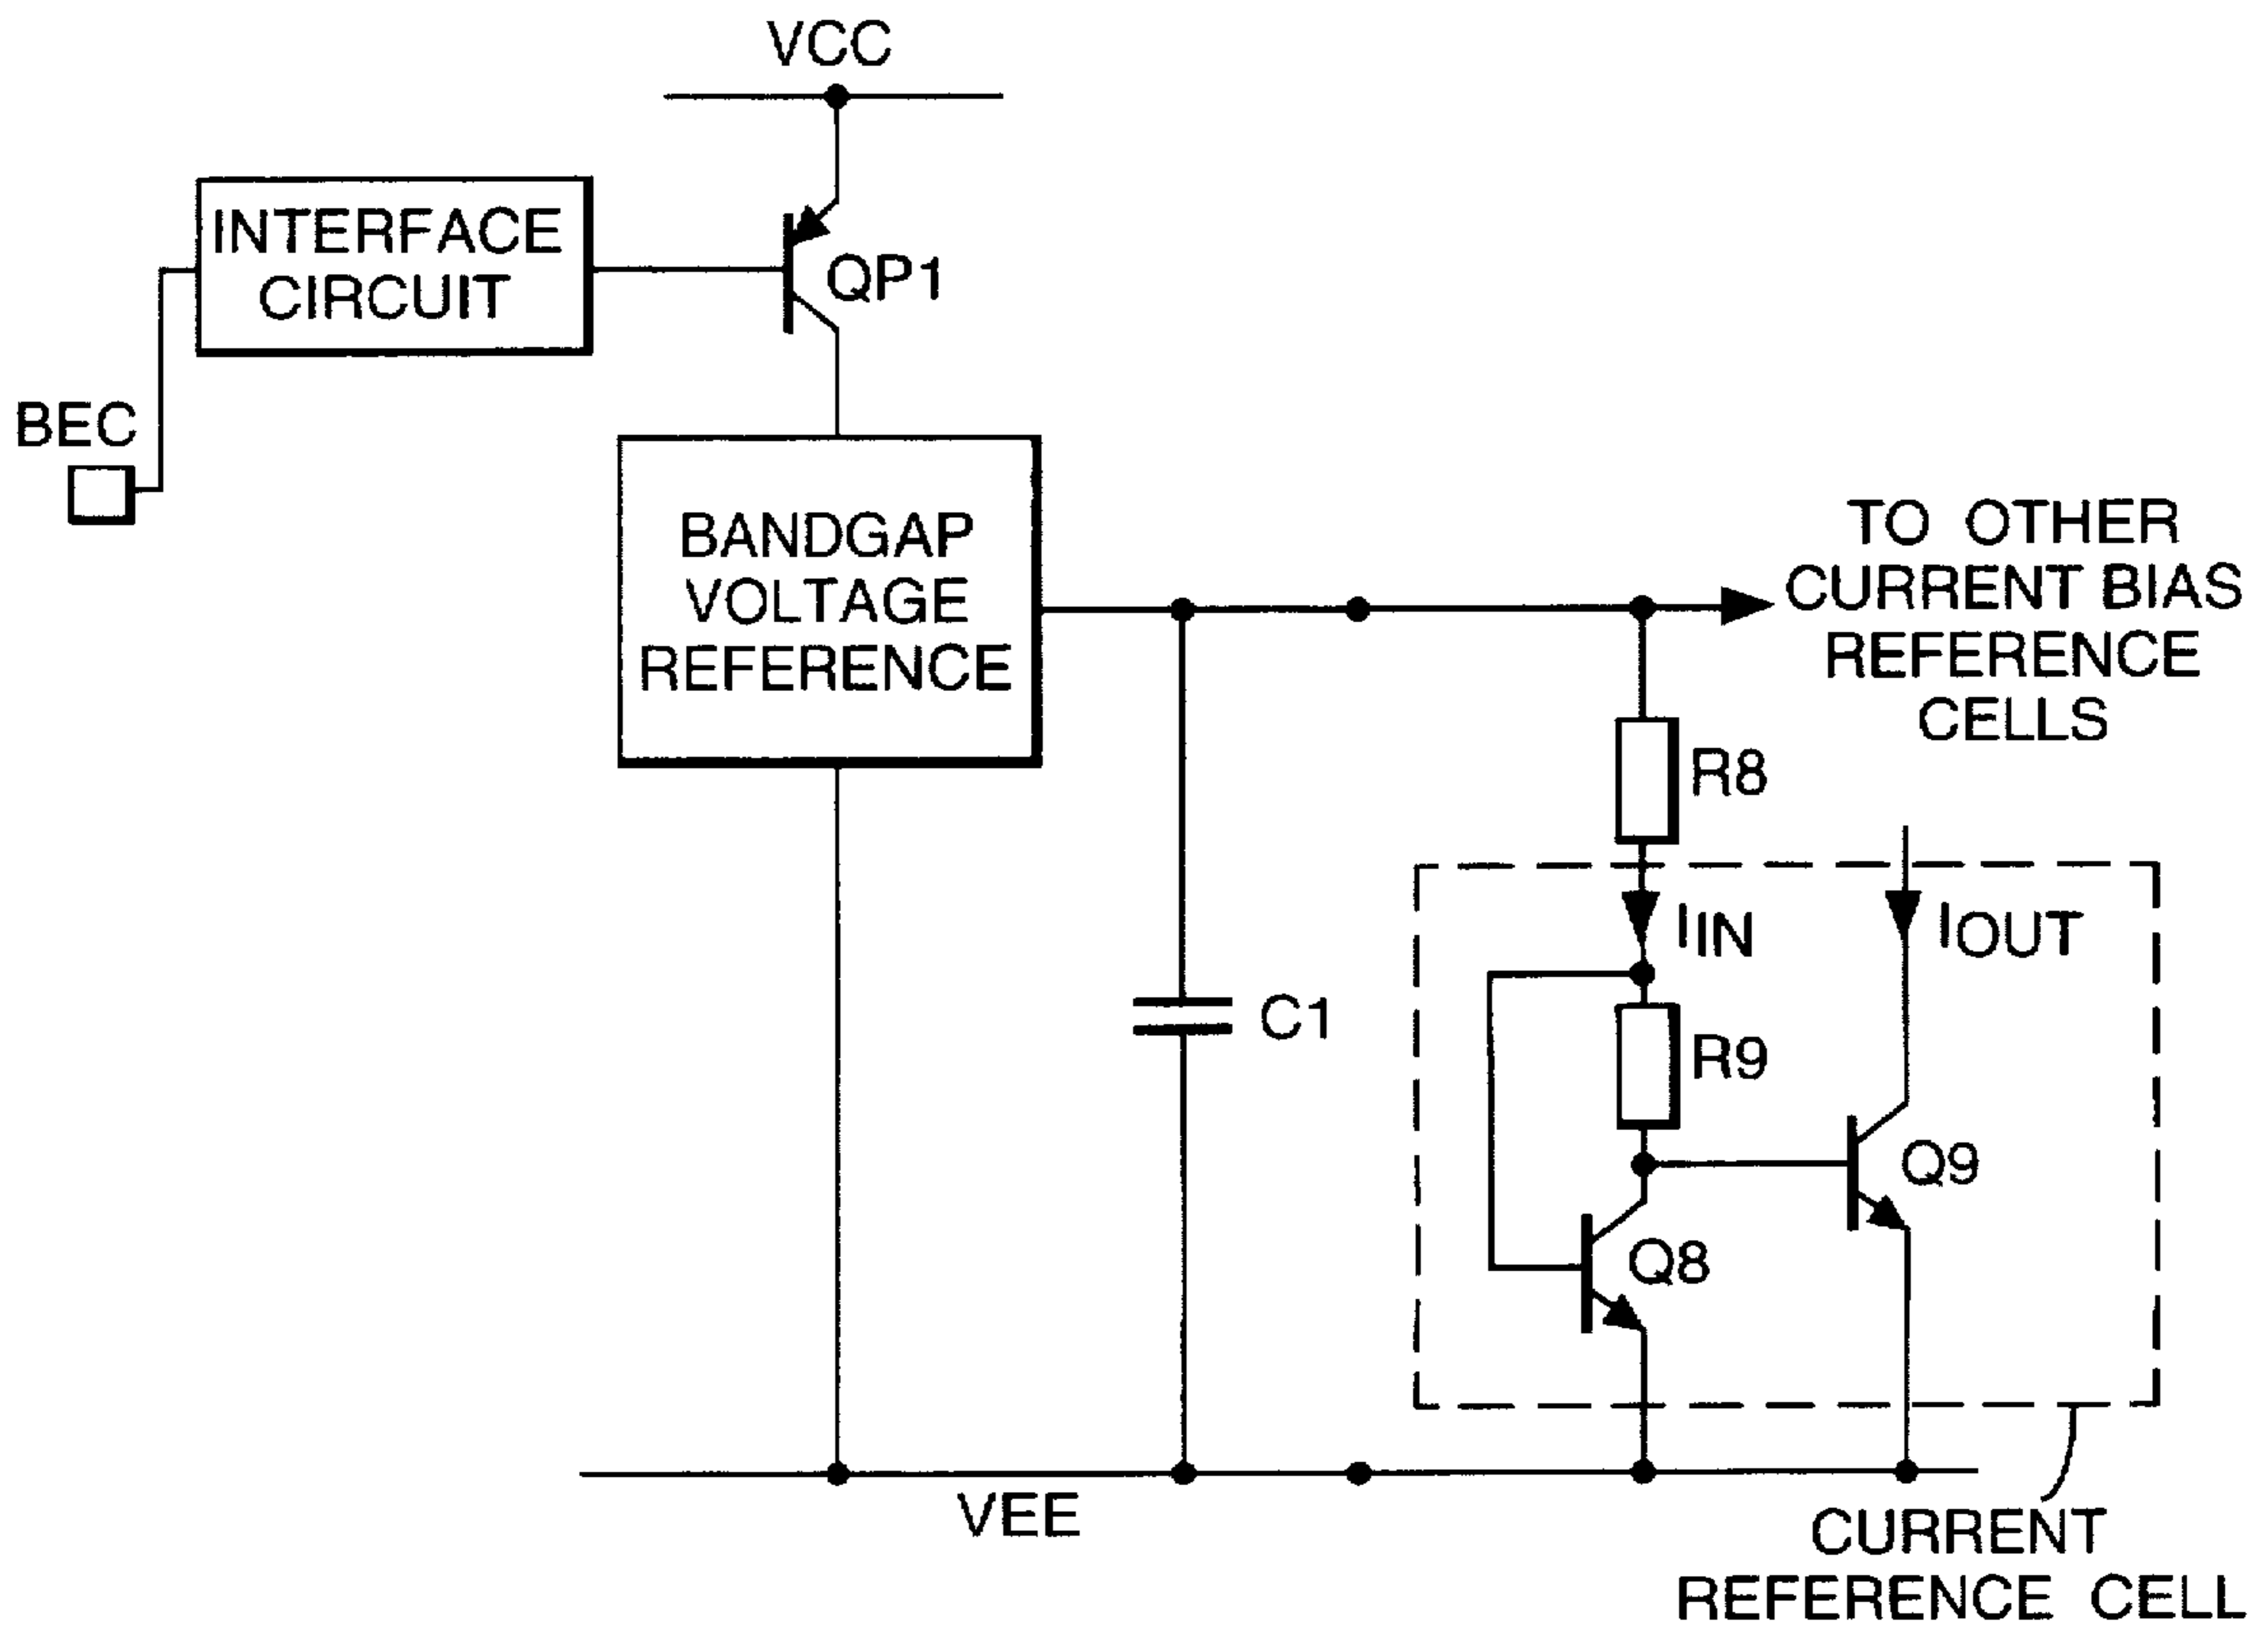 VCC
INTERFACE
CIRCUIT
QP1
BEC
BANDGAP
VOLTAGE
REFERENCE
TO OTHER
CURRENT BIAS
REFERENCE
CELLS
R8
IIN
IOUT
C1
R9
Q9
Q8
VEE
CURRENT
REFERENCE CELL